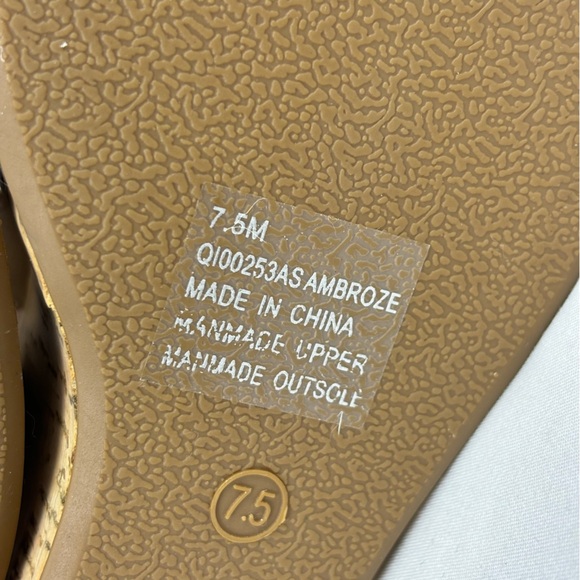 7.5M
QI00253AS AMBROZE
MADE IN CHINA
MANMADE UPPER
MANMADE OUTSOLE
7.5